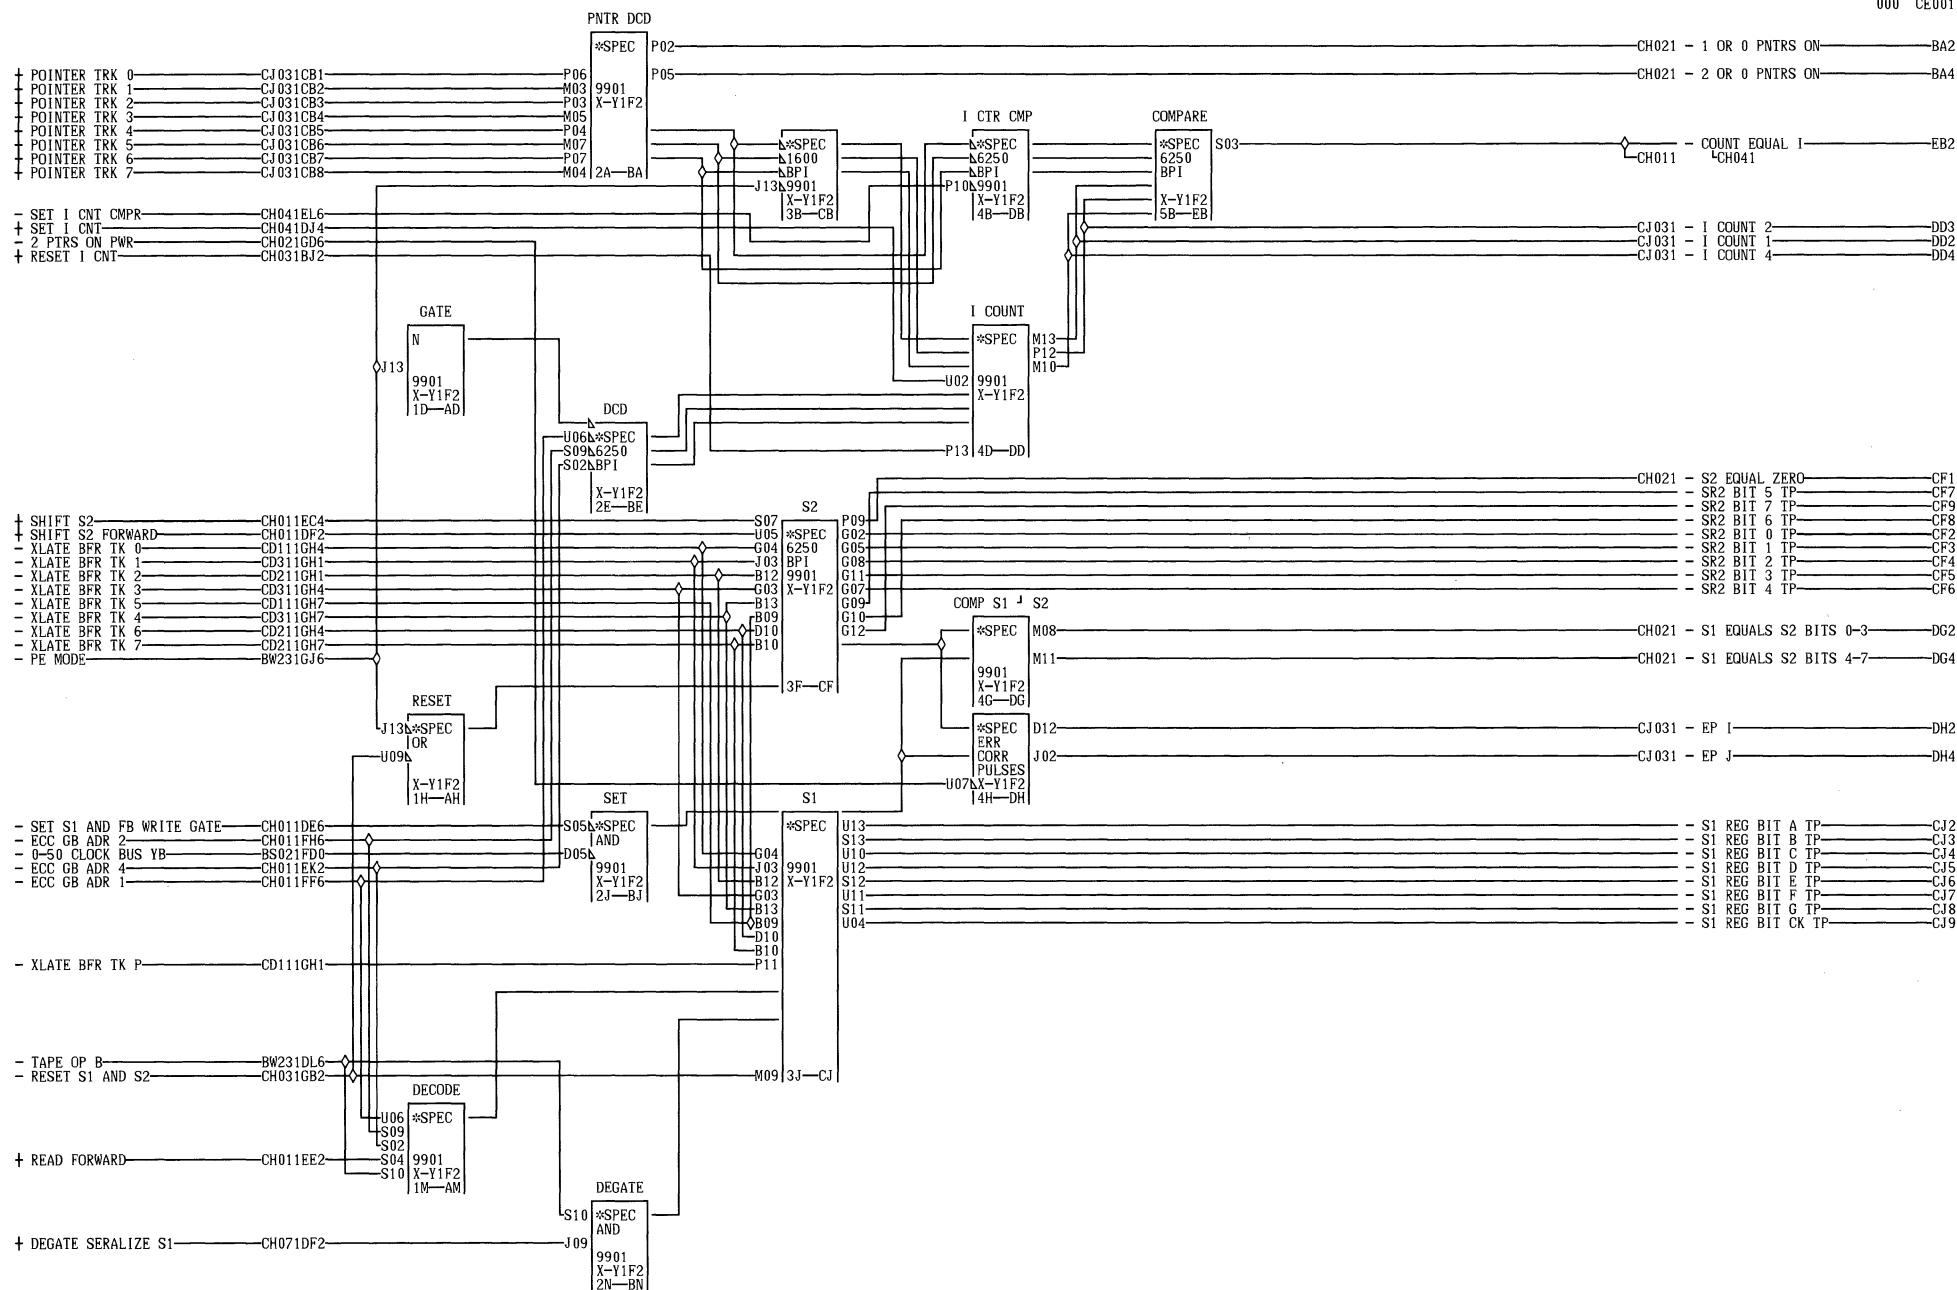 000 CE001
PNTR DCD
*SPEC P02 CH021 - 1 OR 0 PNTRS ON BA2
+ POINTER TRK 0 CJ031CB1 P06 P05 CH021 - 2 OR 0 PNTRS ON BA4
+ POINTER TRK 1 CJ031CB2 M03 9901
+ POINTER TRK 2 CJ031CB3 P03 X-Y1F2
+ POINTER TRK 3 CJ031CB4 M05 I CTR CMP COMPARE
+ POINTER TRK 4 CJ031CB5 P04
+ POINTER TRK 5 CJ031CB6 M07 *SPEC *SPEC *SPEC S03 - COUNT EQUAL I EB2
+ POINTER TRK 6 CJ031CB7 P07 1600 6250 6250 CH011 CH041
+ POINTER TRK 7 CJ031CB8 M04 2A-BA BPI BPI BPI
J13 9901 P10 9901
X-Y1F2 X-Y1F2 X-Y1F2
- SET I CNT CMPR CH041EL6 3B-CB 4B-DB 5B-EB
+ SET I CNT CH041DJ4 CJ031 - I COUNT 2 DD3
- 2 PTRS ON PWR CH021GD6 CJ031 - I COUNT 1 DD2
+ RESET I CNT CH031BJ2 CJ031 - I COUNT 4 DD4
GATE I COUNT
N *SPEC M13
P12
J13 M10
9901 U02 9901
X-Y1F2 X-Y1F2
1D-AD DCD
U06 *SPEC
S09 6250 P13 4D-DD
S02 BPI
CH021 - S2 EQUAL ZERO CF1
X-Y1F2 - SR2 BIT 5 TP CF7
2E-BE S2 - SR2 BIT 7 TP CF9
+ SHIFT S2 CH011EC4 S07 P09 - SR2 BIT 6 TP CF8
+ SHIFT S2 FORWARD CH011DF2 U05 *SPEC G02 - SR2 BIT 0 TP CF2
- XLATE BFR TK 0 CD111GH4 G04 6250 G05 - SR2 BIT 1 TP CF3
- XLATE BFR TK 1 CD311GH1 J03 BPI G08 - SR2 BIT 2 TP CF4
- XLATE BFR TK 2 CD211GH1 B12 9901 G11 - SR2 BIT 3 TP CF5
- XLATE BFR TK 3 CD311GH4 G03 X-Y1F2 G07 - SR2 BIT 4 TP CF6
- XLATE BFR TK 5 CD111GH7 B13 G09 COMP S1 ┘ S2
- XLATE BFR TK 4 CD311GH7 B09 G10
- XLATE BFR TK 6 CD211GH4 D10 G12 *SPEC M08 CH021 - S1 EQUALS S2 BITS 0-3 DG2
- XLATE BFR TK 7 CD211GH7 B10
- PE MODE BW231GJ6 M11 CH021 - S1 EQUALS S2 BITS 4-7 DG4
9901
3F-CF X-Y1F2
RESET 4G-DG
J13 *SPEC *SPEC D12 CJ031 - EP I DH2
OR ERR
U09 CORR J02 CJ031 - EP J DH4
PULSES
X-Y1F2 U07 X-Y1F2
1H-AH SET S1 4H-DH
- SET S1 AND FB WRITE GATE CH011DE6 S05 *SPEC *SPEC U13 - S1 REG BIT A TP CJ2
- ECC GB ADR 2 CH011FH6 AND S13 - S1 REG BIT B TP CJ3
- 0-50 CLOCK BUS YB BS021FD0 D05 G04 U10 - S1 REG BIT C TP CJ4
- ECC GB ADR 4 CH011EK2 9901 J03 9901 U12 - S1 REG BIT D TP CJ5
- ECC GB ADR 1 CH011FF6 X-Y1F2 B12 X-Y1F2 S12 - S1 REG BIT E TP CJ6
2J-BJ G03 U11 - S1 REG BIT F TP CJ7
B13 S11 - S1 REG BIT G TP CJ8
B09 U04 - S1 REG BIT CK TP CJ9
D10
B10
- XLATE BFR TK P CD111GH1 P11
- TAPE OP B BW231DL6
- RESET S1 AND S2 CH031GB2 M09 3J-CJ
DECODE
U06 *SPEC
S09
S02
+ READ FORWARD CH011EE2 S04 9901
S10 X-Y1F2
1M-AM DEGATE
S10 *SPEC
AND
+ DEGATE SERALIZE S1 CH071DF2 J09
9901
X-Y1F2
2N-BN